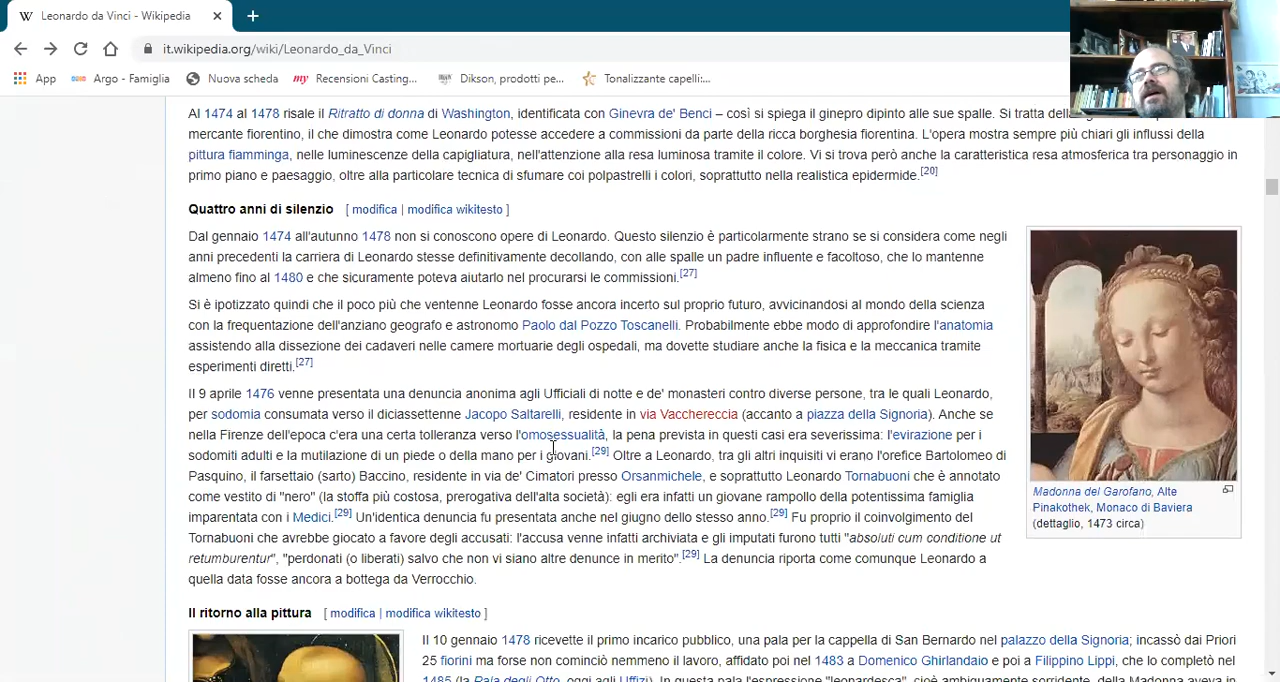 Leonardo da Vinci - Wikipedia
it.wikipedia.org/wiki/Leonardo_da_Vinci
App Argo - Famiglia Nuova scheda my Recensioni Casting... Dikson, prodotti pe... Tonalizzante capelli:...
Al 1474 al 1478 risale il Ritratto di donna di Washington, identificata con Ginevra de' Benci – così si spiega il ginepro dipinto alle sue spalle. Si tratta
mercante fiorentino, il che dimostra come Leonardo potesse accedere a commissioni da parte della ricca borghesia fiorentina. L'opera mostra sempre più chiari gli influssi della
pittura fiamminga, nelle luminescenze della capigliatura, nell'attenzione alla resa luminosa tramite il colore. Vi si trova però anche la caratteristica resa atmosferica tra personaggio in
primo piano e paesaggio, oltre alla particolare tecnica di sfumare coi polpastrelli i colori, soprattutto nella realistica epidermide.[20]
Quattro anni di silenzio [ modifica | modifica wikitesto ]
Dal gennaio 1474 all'autunno 1478 non si conoscono opere di Leonardo. Questo silenzio è particolarmente strano se si considera come negli
anni precedenti la carriera di Leonardo stesse definitivamente decollando, con alle spalle un padre influente e facoltoso, che lo mantenne
almeno fino al 1480 e che sicuramente poteva aiutarlo nel procurarsi le commissioni.[27]
Si è ipotizzato quindi che il poco più che ventenne Leonardo fosse ancora incerto sul proprio futuro, avvicinandosi al mondo della scienza
con la frequentazione dell'anziano geografo e astronomo Paolo dal Pozzo Toscanelli. Probabilmente ebbe modo di approfondire l'anatomia
assistendo alla dissezione dei cadaveri nelle camere mortuarie degli ospedali, ma dovette studiare anche la fisica e la meccanica tramite
esperimenti diretti.[27]
Il 9 aprile 1476 venne presentata una denuncia anonima agli Ufficiali di notte e de' monasteri contro diverse persone, tra le quali Leonardo,
per sodomia consumata verso il diciassettenne Jacopo Saltarelli, residente in via Vacchereccia (accanto a piazza della Signoria). Anche se
nella Firenze dell'epoca c'era una certa tolleranza verso l'omosessualità, la pena prevista in questi casi era severissima: l'evirazione per i
sodomiti adulti e la mutilazione di un piede o della mano per i giovani.[29] Oltre a Leonardo, tra gli altri inquisiti vi erano l'orefice Bartolomeo di
Pasquino, il farsettaio (sarto) Baccino, residente in via de' Cimatori presso Orsanmichele, e soprattutto Leonardo Tornabuoni che è annotato
come vestito di "nero" (la stoffa più costosa, prerogativa dell'alta società): egli era infatti un giovane rampollo della potentissima famiglia
imparentata con i Medici.[29] Un'identica denuncia fu presentata anche nel giugno dello stesso anno.[29] Fu proprio il coinvolgimento del
Tornabuoni che avrebbe giocato a favore degli accusati: l'accusa venne infatti archiviata e gli imputati furono tutti "absoluti cum conditione ut
retumburentur", "perdonati (o liberati) salvo che non vi siano altre denunce in merito".[29] La denuncia riporta come comunque Leonardo a
quella data fosse ancora a bottega da Verrocchio.
Madonna del Garofano, Alte
Pinakothek, Monaco di Baviera
(dettaglio, 1473 circa)
Il ritorno alla pittura [ modifica | modifica wikitesto ]
Il 10 gennaio 1478 ricevette il primo incarico pubblico, una pala per la cappella di San Bernardo nel palazzo della Signoria; incassò dai Priori
25 fiorini ma forse non cominciò nemmeno il lavoro, affidato poi nel 1483 a Domenico Ghirlandaio e poi a Filippino Lippi, che lo completò nel
1485 (la Pala degli Otto, oggi agli Uffizi). In questa pala l'espressione "leonardesca", cioè ambiguamente sorridente, della Madonna aveva in